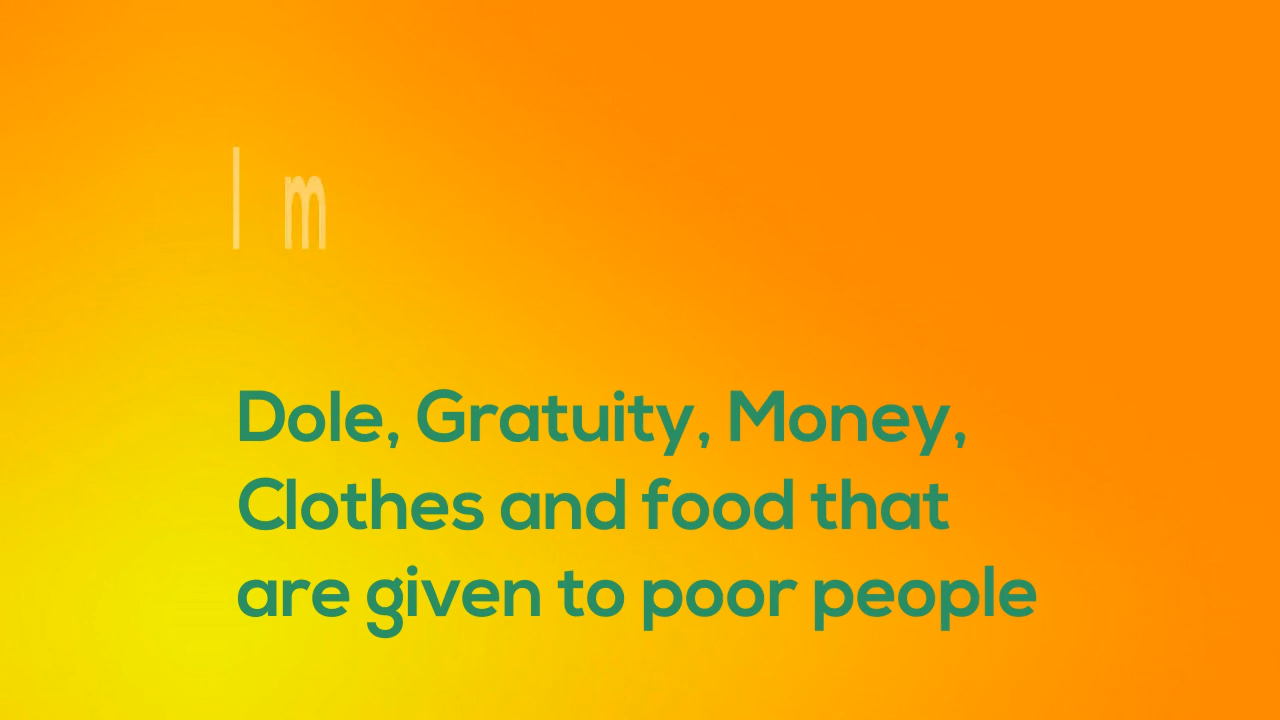 I m
Dole, Gratuity, Money,
Clothes and food that
are given to poor people